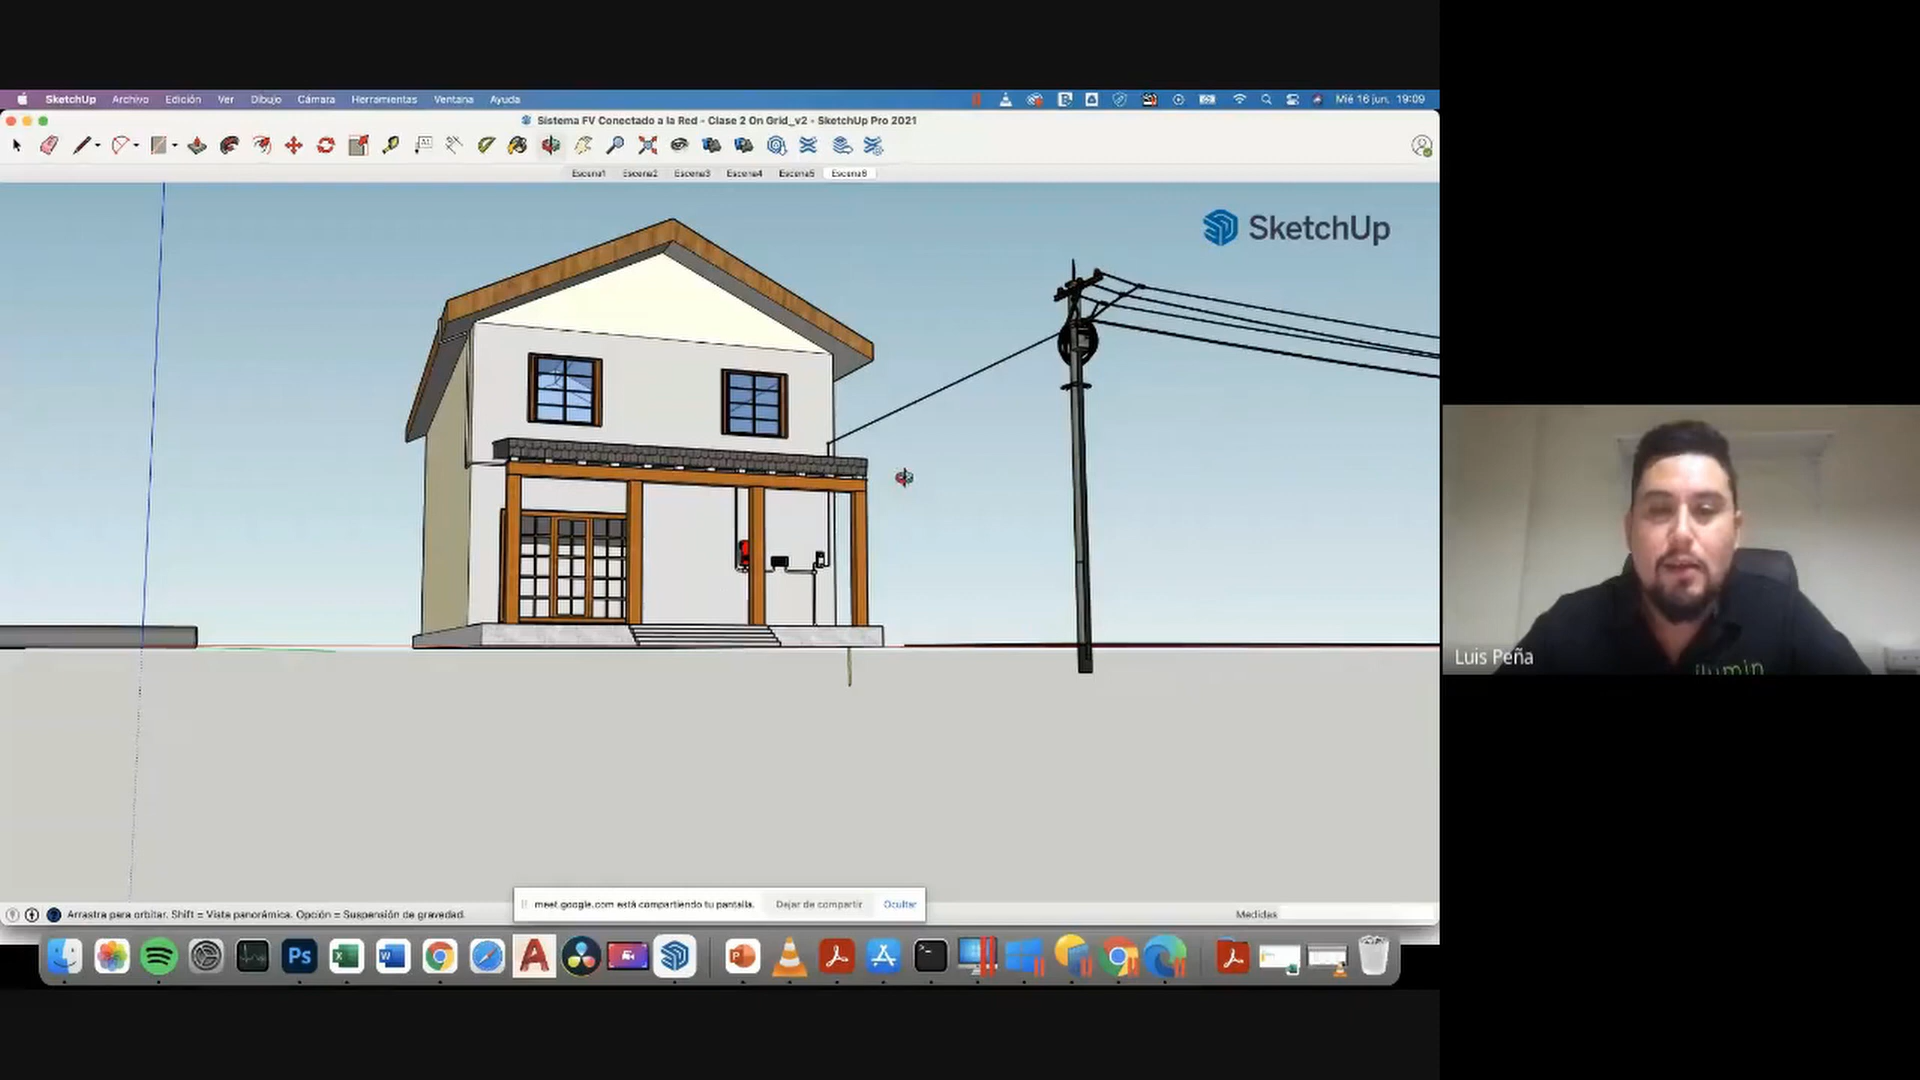 SketchUp Archivo Edición Ver Dibujo Cámara Herramientas Ventana Ayuda
Mié 16 jun. 19:09
Sistema FV Conectado a la Red - Clase 2 On Grid_v2 - SketchUp Pro 2021
Escena1 Escena2 Escena3 Escena4 Escena5 Escena6
SketchUp
Luis Peña
ilumin
meet.google.com está compartiendo tu pantalla. Dejar de compartir Ocultar
Arrastra para orbitar. Shift = Vista panorámica. Opción = Suspensión de gravedad.
Medidas
Ps